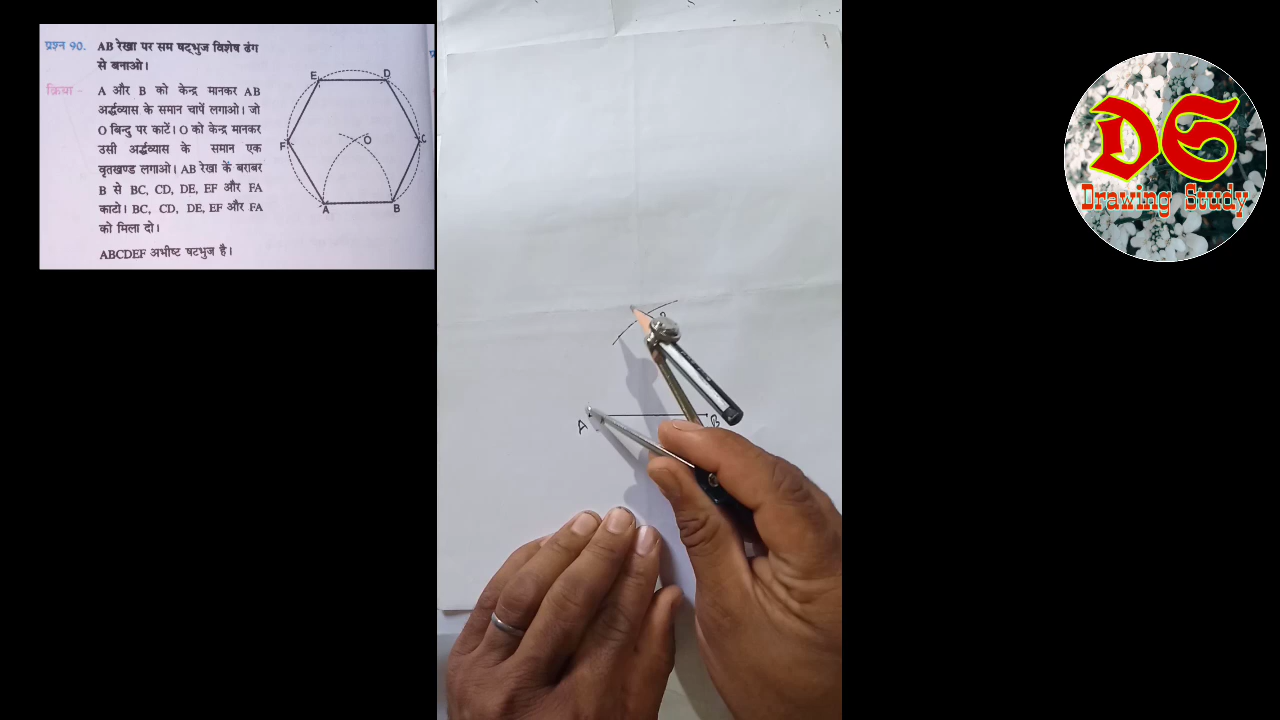 प्रश्न 90. AB रेखा पर सम षट्भुज विशेष ढंग
से बनाओ।
क्रिया - A और B को केन्द्र मानकर AB
अर्द्धव्यास के समान चापें लगाओ। जो
O बिन्दु पर काटें। O को केन्द्र मानकर
उसी अर्द्धव्यास के समान एक
वृतखण्ड लगाओ। AB रेखा कें बराबर
B से BC, CD, DE, EF और FA
काटो। BC, CD, DE, EF और FA
को मिला दो।
ABCDEF अभीष्ट षटभुज है।
E D
O
F C
A B
A B
DS
Drawing Study